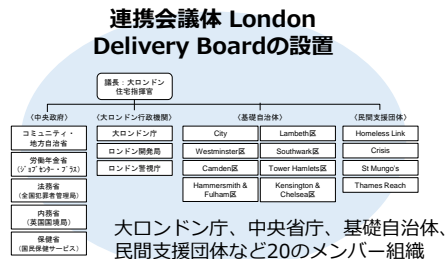 連携会議体 London
Delivery Boardの設置
議長：大ロンドン
住宅指揮官
〈中央政府〉
〈大ロンドン行政機関〉
〈基礎自治体〉
〈民間支援団体〉
コミュニティ・
地方自治省
労働年金省
(ジョブセンター・プラス)
法務省
(全国犯罪者管理局)
内務省
(英国国境局)
保健省
(国民保健サービス)
大ロンドン庁
ロンドン開発局
ロンドン警視庁
City
Lambeth区
Westminster区
Southwark区
Camden区
Tower Hamlets区
Hammersmith &
Fulham区
Kensington &
Chelsea区
Homeless Link
Crisis
St Mungo's
Thames Reach
大ロンドン庁、中央省庁、基礎自治体、
民間支援団体など20のメンバー組織